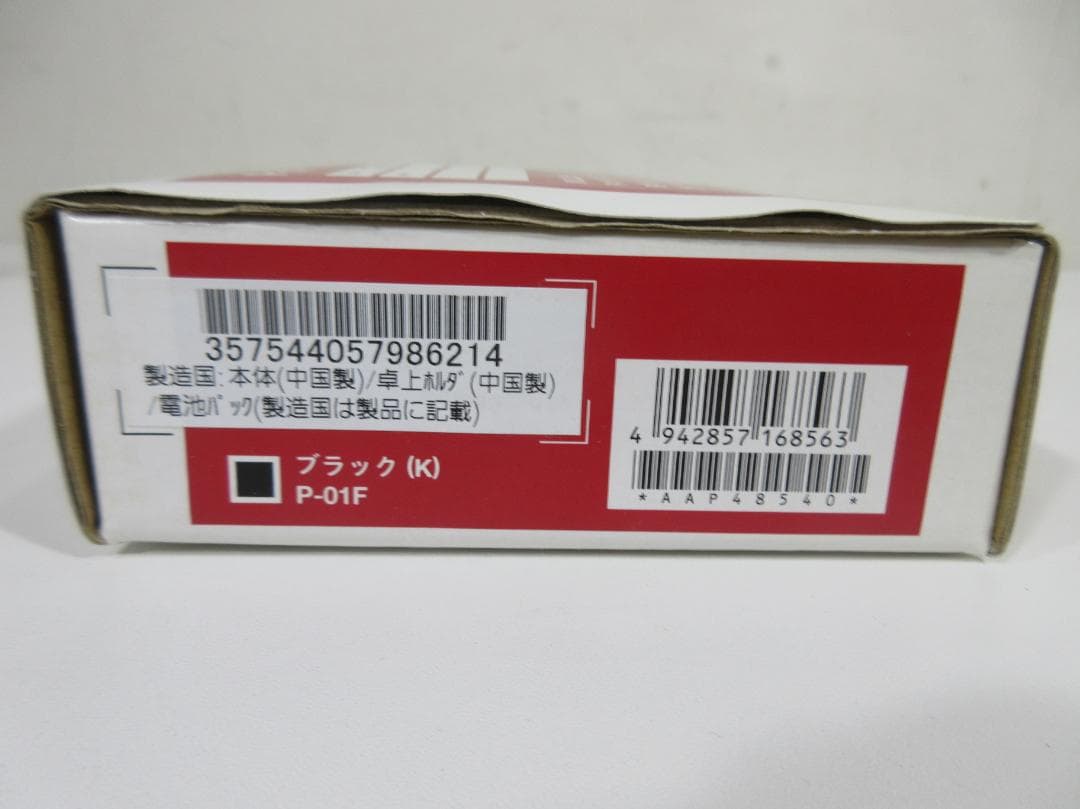 357544057986214
製造国:本体(中国製)/卓上ﾎﾙﾀﾞ(中国製)
/電池ﾊﾟｯｸ(製造国は製品に記載)
ブラック(K)
P-01F
4 942857 168563
*AAP48540*